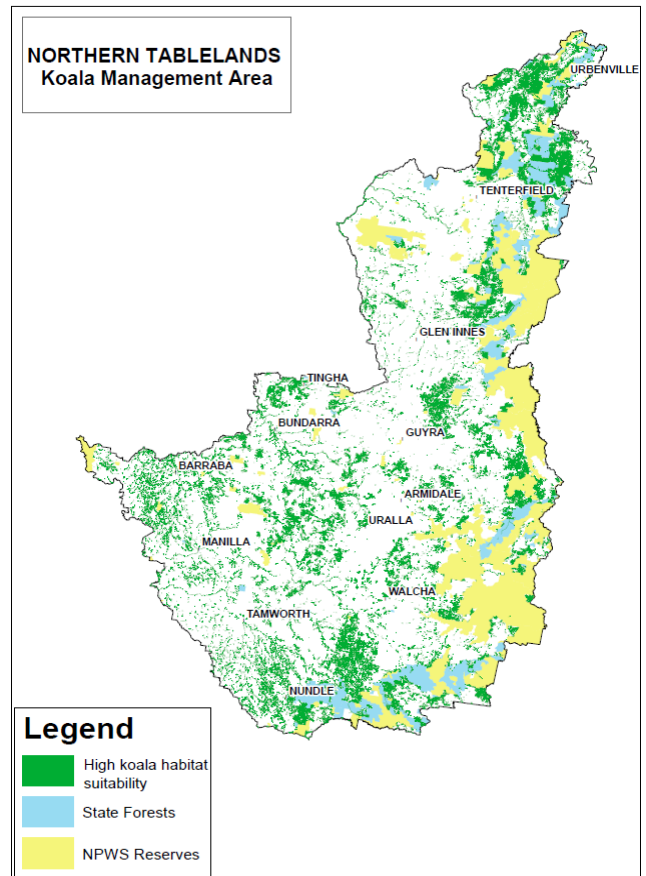 NORTHERN TABLELANDS
Koala Management Area
URBENVILLE
TENTERFIELD
GLEN INNES
TINGHA
BUNDARRA
GUYRA
BARRABA
ARMIDALE
URALLA
MANILLA
WALCHA
TAMWORTH
NUNDLE
Legend
High koala habitat
suitability
State Forests
NPWS Reserves